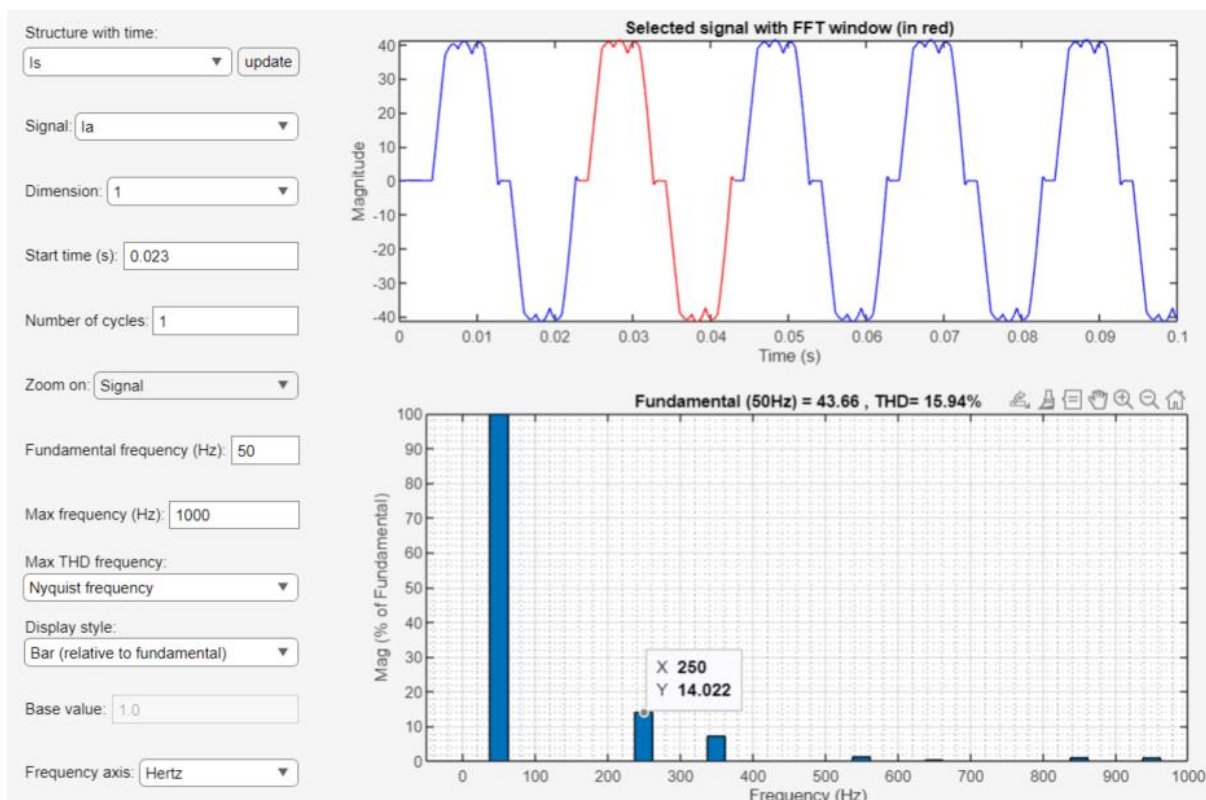 Structure with time:
Is
update
Signal: Ia
Dimension: 1
Start time (s): 0.023
Number of cycles: 1
Zoom on: Signal
Fundamental frequency (Hz): 50
Max frequency (Hz): 1000
Max THD frequency:
Nyquist frequency
Display style:
Bar (relative to fundamental)
Base value: 1.0
Frequency axis: Hertz
Selected signal with FFT window (in red)
40
30
20
10
0
-10
-20
-30
-40
Magnitude
0 0.01 0.02 0.03 0.04 0.05 0.06 0.07 0.08 0.09 0.1
Time (s)
Fundamental (50Hz) = 43.66 , THD= 15.94%
100
90
80
70
60
50
40
30
20
10
0
Mag (% of Fundamental)
X 250
Y 14.022
0 100 200 300 400 500 600 700 800 900 1000
Frequency (Hz)